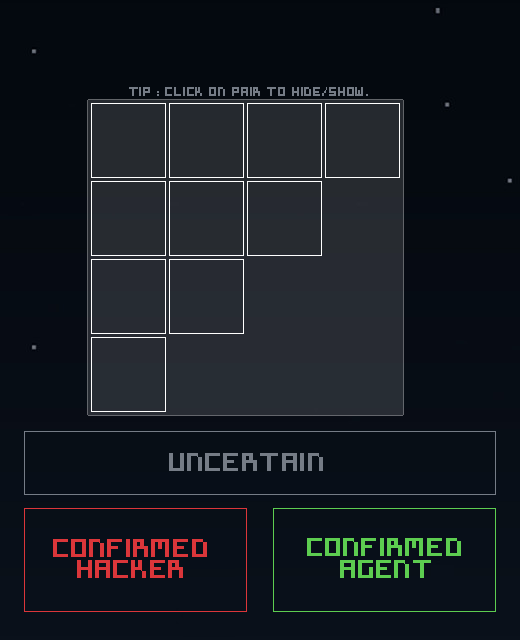 TIP : CLICK ON PAIR TO HIDE/SHOW.
UNCERTAIN
CONFIRMED
HACKER
CONFIRMED
AGENT